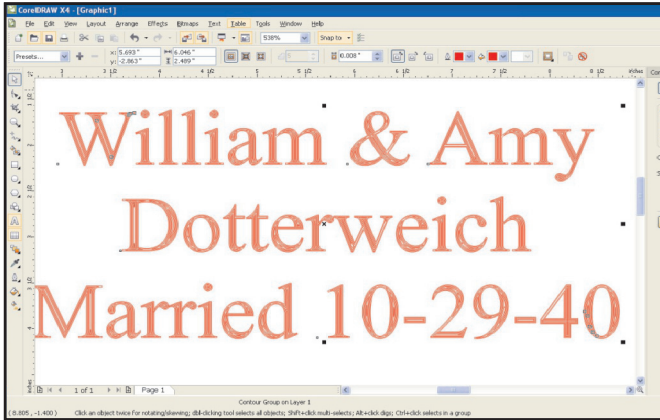 CorelDRAW X4 - [Graphic1]
File Edit View Layout Arrange Effects Bitmaps Text Table Tools Window Help
538% Snap to
Presets... x: 5.693 " 6.046 " 0.008 "
y: -2.863 " 2.489 "
William & Amy
Dotterweich
Married 10-29-40
1 of 1 Page 1
Contour Group on Layer 1
( 8.005 , -1.400 ) Click an object twice for rotating/skewing; dbl-clicking tool selects all objects; Shift+click multi-selects; Alt+click digs; Ctrl+click selects in a group